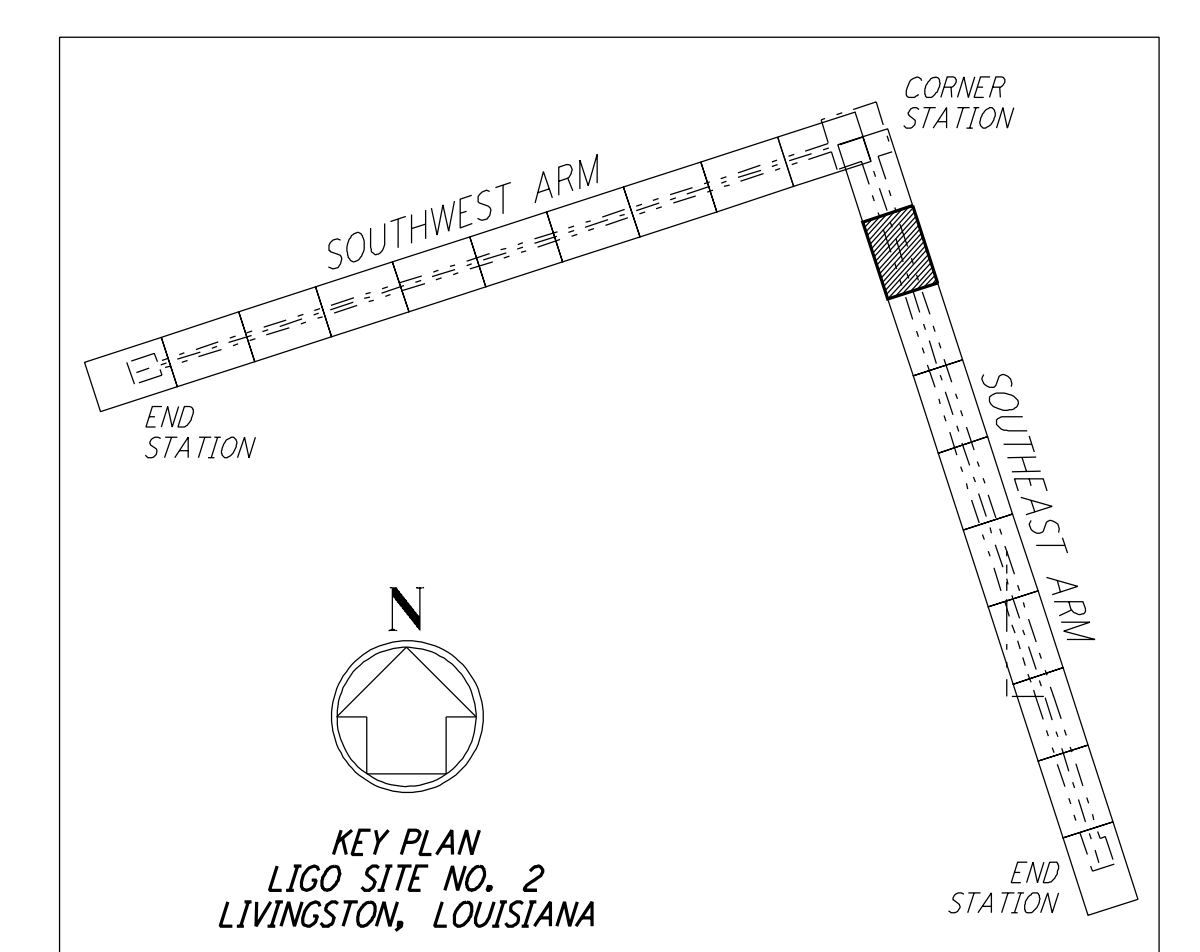 CORNER
STATION
SOUTHWEST ARM
END
STATION
SOUTHEAST ARM
N
KEY PLAN
LIGO SITE NO. 2
LIVINGSTON, LOUISIANA
END
STATION